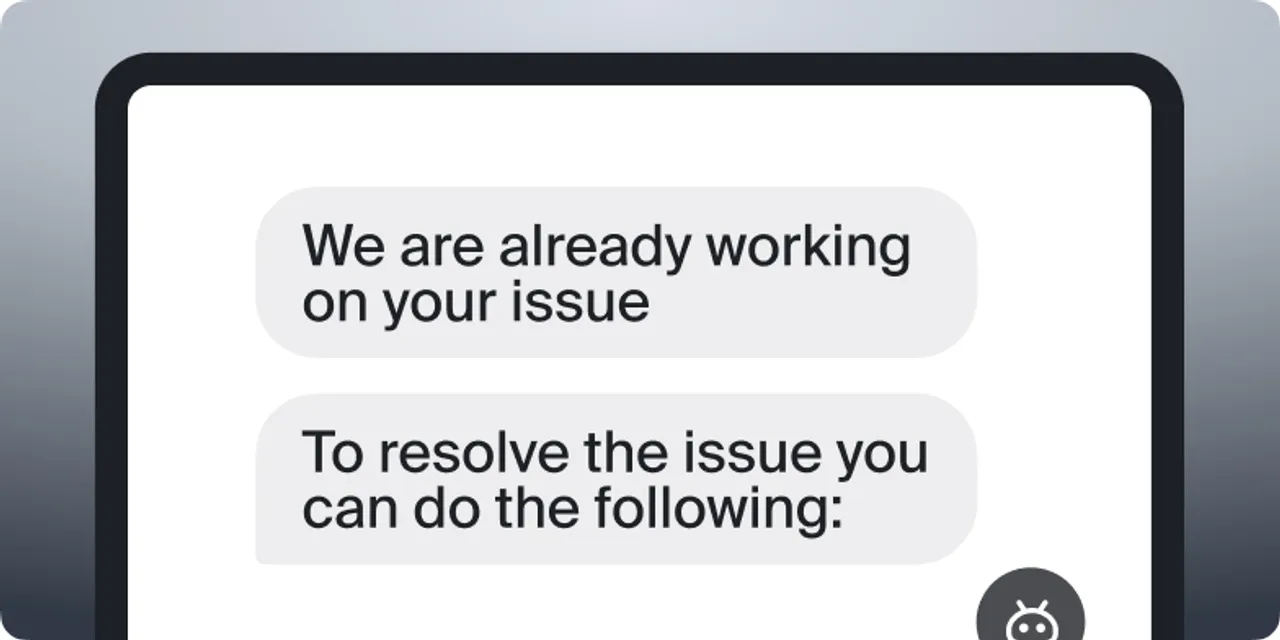 We are already working
on your issue
To resolve the issue you
can do the following: